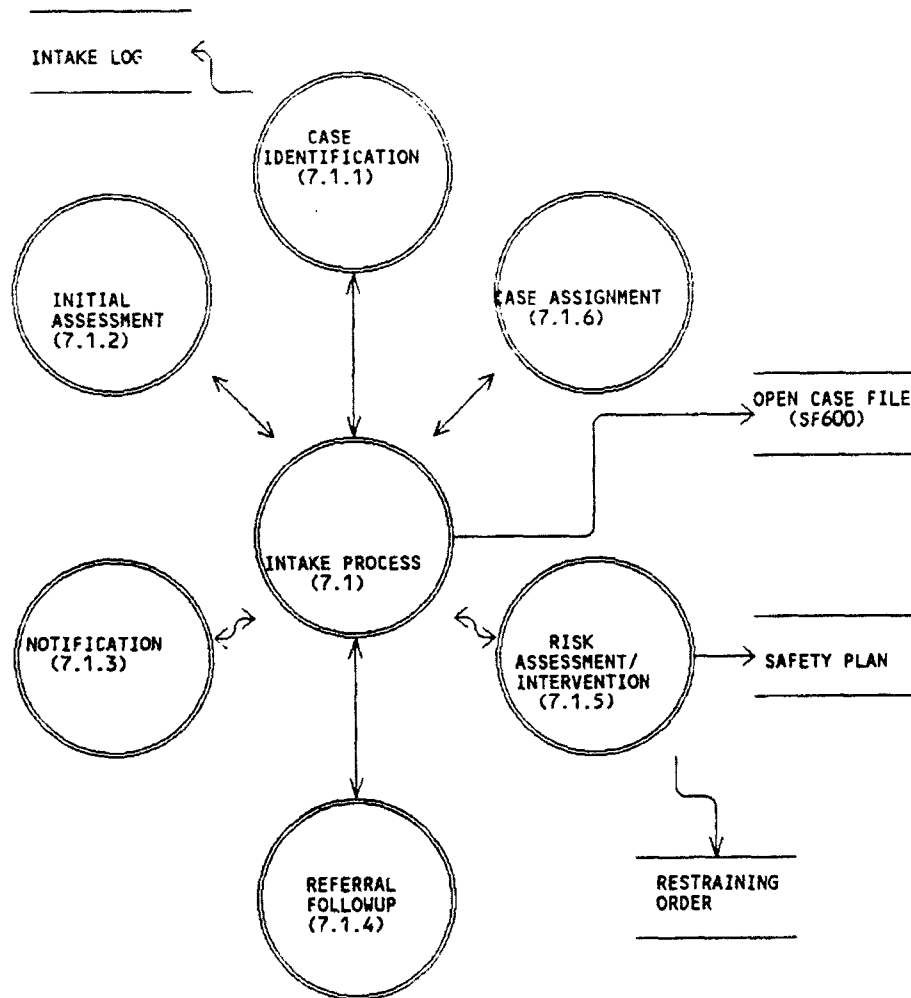 INTAKE LOG
CASE
IDENTIFICATION
(7.1.1)
INITIAL
ASSESSMENT
(7.1.2)
CASE ASSIGNMENT
(7.1.6)
OPEN CASE FILE
(SF600)
INTAKE PROCESS
(7.1)
NOTIFICATION
(7.1.3)
RISK
ASSESSMENT/
INTERVENTION
(7.1.5)
SAFETY PLAN
REFERRAL
FOLLOWUP
(7.1.4)
RESTRAINING
ORDER